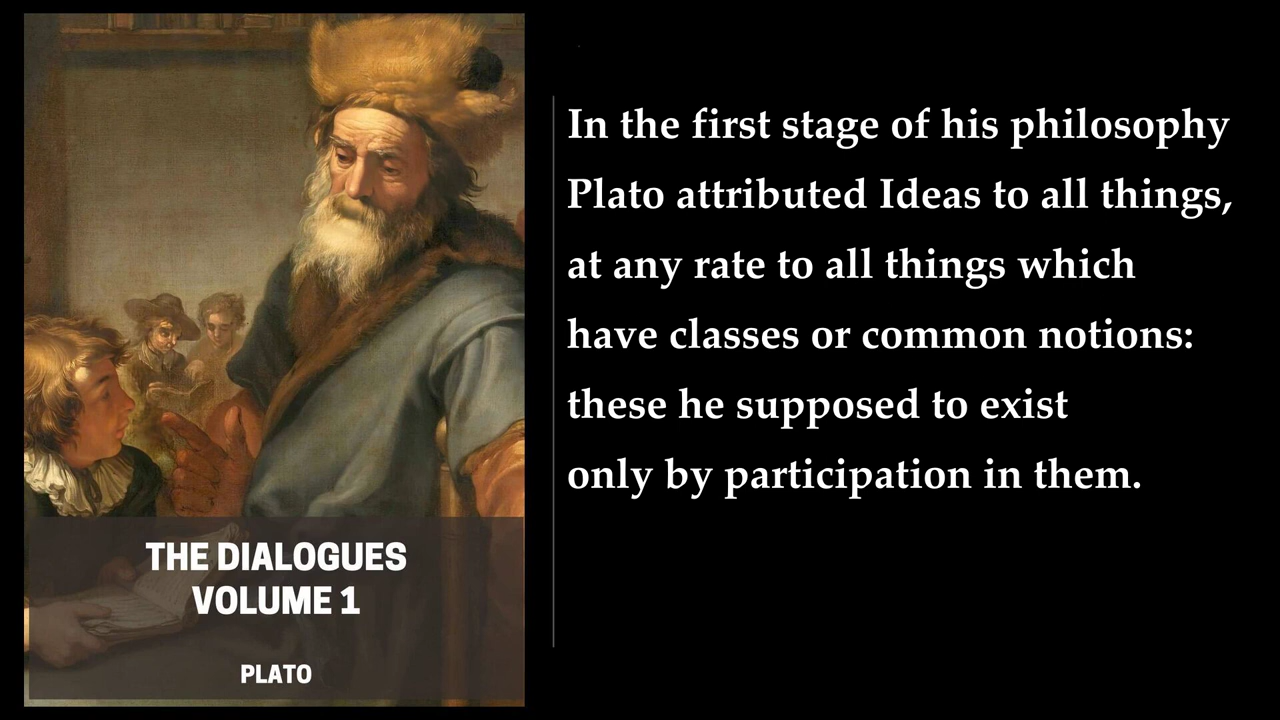 In the first stage of his philosophy
Plato attributed Ideas to all things,
at any rate to all things which
have classes or common notions:
these he supposed to exist
only by participation in them.
THE DIALOGUES
VOLUME 1
PLATO